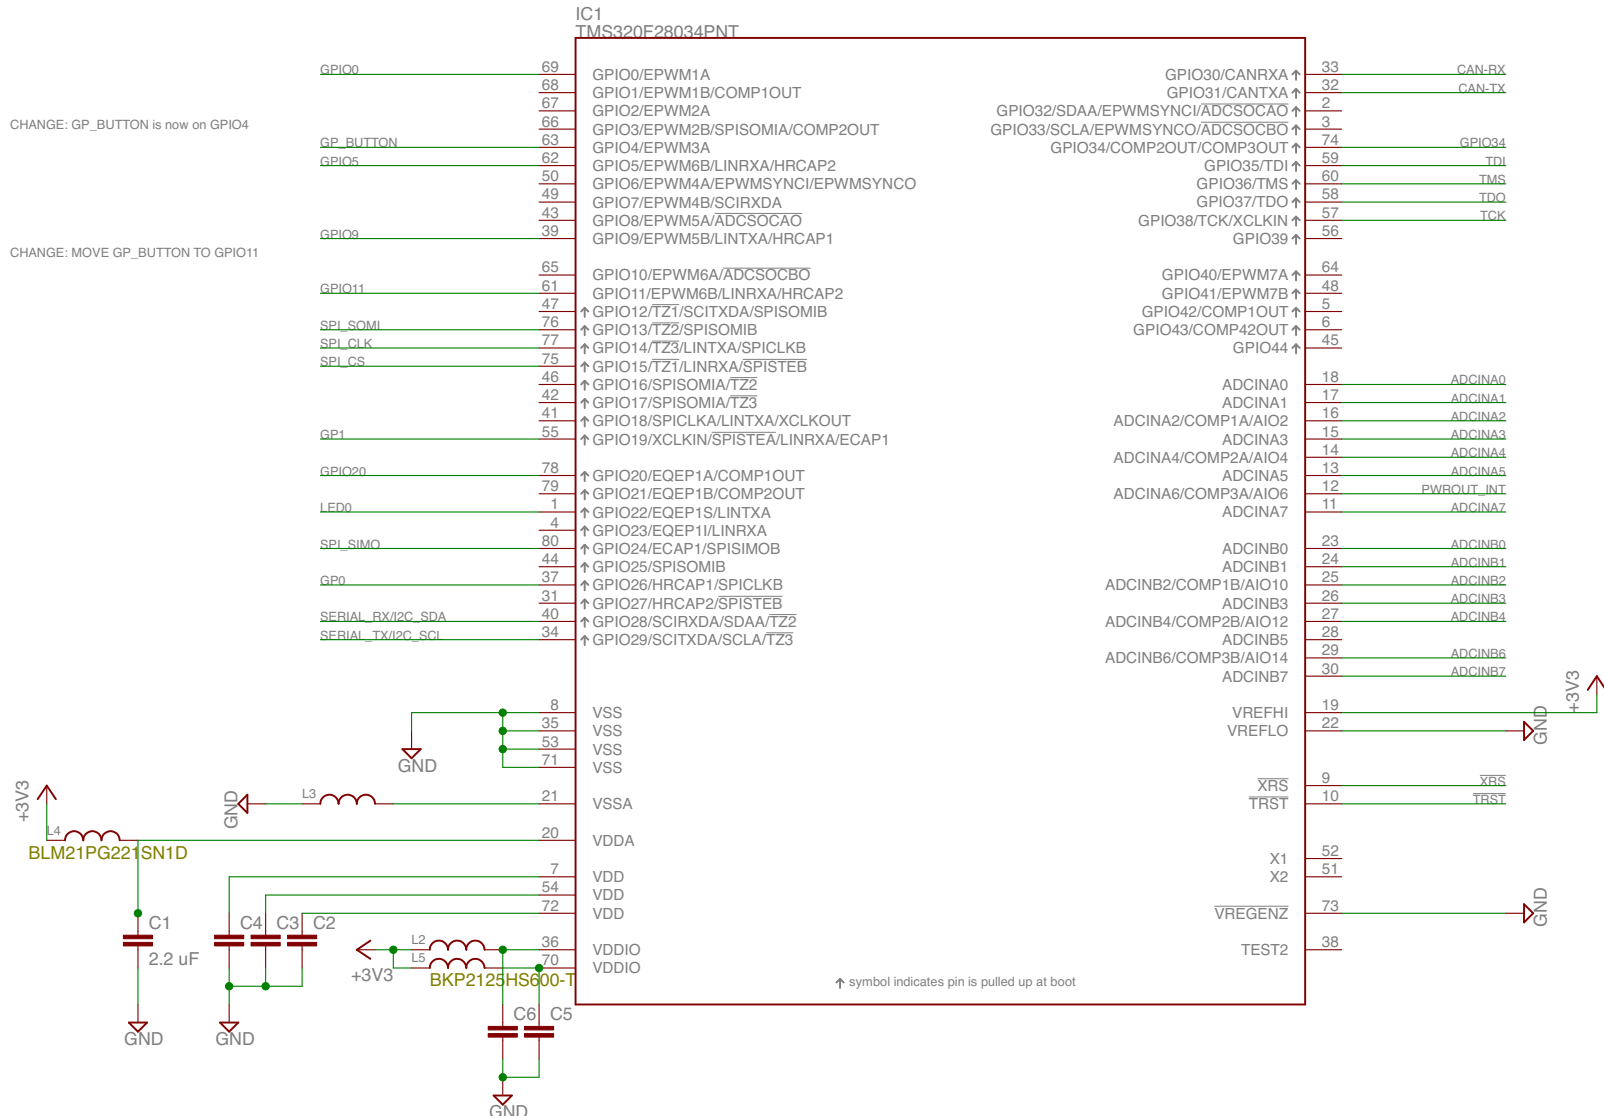 IC1
TMS320F28034PNT
GPIO0 69 GPIO0/EPWM1A GPIO30/CANRXA↑ 33 CAN-RX
68 GPIO1/EPWM1B/COMP1OUT GPIO31/CANTXA↑ 32 CAN-TX
67 GPIO2/EPWM2A GPIO32/SDAA/EPWMSYNCI/ADCSOCAO↑ 2
CHANGE: GP_BUTTON is now on GPIO4
66 GPIO3/EPWM2B/SPISOMIA/COMP2OUT GPIO33/SCLA/EPWMSYNCO/ADCSOCBO↑ 3
GP_BUTTON 63 GPIO4/EPWM3A GPIO34/COMP2OUT/COMP3OUT↑ 74 GPIO34
GPIO5 62 GPIO5/EPWM6B/LINRXA/HRCAP2 GPIO35/TDI↑ 59 TDI
50 GPIO6/EPWM4A/EPWMSYNCI/EPWMSYNCO GPIO36/TMS↑ 60 TMS
49 GPIO7/EPWM4B/SCIRXDA GPIO37/TDO↑ 58 TDO
43 GPIO8/EPWM5A/ADCSOCAO GPIO38/TCK/XCLKIN↑ 57 TCK
GPIO9 39 GPIO9/EPWM5B/LINTXA/HRCAP1 GPIO39↑ 56
CHANGE: MOVE GP_BUTTON TO GPIO11
65 GPIO10/EPWM6A/ADCSOCBO GPIO40/EPWM7A↑ 64
GPIO11 61 GPIO11/EPWM6B/LINRXA/HRCAP2 GPIO41/EPWM7B↑ 48
47 ↑GPIO12/TZ1/SCITXDA/SPISOMIB GPIO42/COMP1OUT↑ 5
SPI_SOMI 76 ↑GPIO13/TZ2/SPISOMIB GPIO43/COMP42OUT↑ 6
SPI_CLK 77 ↑GPIO14/TZ3/LINTXA/SPICLKB GPIO44↑ 45
SPI_CS 75 ↑GPIO15/TZ1/LINRXA/SPISTEB
46 ↑GPIO16/SPISOMIA/TZ2 ADCINA0 18 ADCINA0
42 ↑GPIO17/SPISOMIA/TZ3 ADCINA1 17 ADCINA1
41 ↑GPIO18/SPICLKA/LINTXA/XCLKOUT ADCINA2/COMP1A/AIO2 16 ADCINA2
GP1 55 ↑GPIO19/XCLKIN/SPISTEA/LINRXA/ECAP1 ADCINA3 15 ADCINA3
ADCINA4/COMP2A/AIO4 14 ADCINA4
GPIO20 78 ↑GPIO20/EQEP1A/COMP1OUT ADCINA5 13 ADCINA5
79 ↑GPIO21/EQEP1B/COMP2OUT ADCINA6/COMP3A/AIO6 12 PWROUT_INT
LED0 1 ↑GPIO22/EQEP1S/LINTXA ADCINA7 11 ADCINA7
4 ↑GPIO23/EQEP1I/LINRXA
SPI_SIMO 80 ↑GPIO24/ECAP1/SPISIMOB ADCINB0 23 ADCINB0
44 ↑GPIO25/SPISOMIB ADCINB1 24 ADCINB1
GP0 37 ↑GPIO26/HRCAP1/SPICLKB ADCINB2/COMP1B/AIO10 25 ADCINB2
31 ↑GPIO27/HRCAP2/SPISTEB ADCINB3 26 ADCINB3
SERIAL_RX/I2C_SDA 40 ↑GPIO28/SCIRXDA/SDAA/TZ2 ADCINB4/COMP2B/AIO12 27 ADCINB4
SERIAL_TX/I2C_SCL 34 ↑GPIO29/SCITXDA/SCLA/TZ3 ADCINB5 28
ADCINB6/COMP3B/AIO14 29 ADCINB6
ADCINB7 30 ADCINB7
+3V3
8 VSS VREFHI 19
35 VSS VREFLO 22 GND
53 VSS
GND
71 VSS
XRS 9 XRS
+3V3
GND L3 21 VSSA TRST 10 TRST
L4 20 VDDA
BLM21PG221SN1D
X1 52
7 VDD X2 51
54 VDD
72 VDD VREGENZ 73 GND
C1 C4 C3 C2
2.2 uF
L2 36 VDDIO TEST2 38
L5 70 VDDIO
+3V3 BKP2125HS600-T
↑ symbol indicates pin is pulled up at boot
C6 C5
GND GND
GND